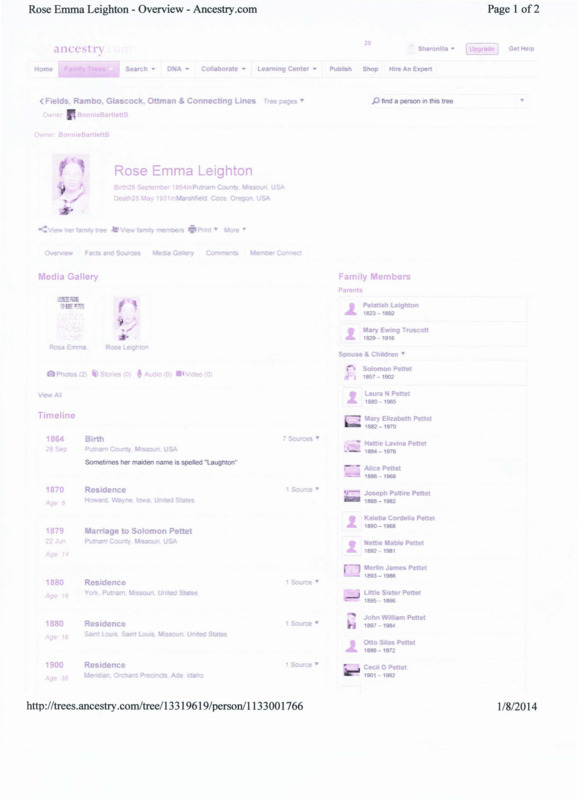 Rose Emma Leighton - Overview - Ancestry.com
Page 1 of 2
ancestry.com
29
Sharonlila
Upgrade
Get Help
Home Family Trees Search DNA Collaborate Learning Center Publish Shop Hire An Expert
Fields, Rambo, Glascock, Ottman & Connecting Lines Tree pages
find a person in this tree
Owner: BonnieBartlettB
Owner: BonnieBartlettB
Rose Emma Leighton
Birth 28 September 1864 in Putnam County, Missouri, USA
Death 25 May 1931 in Marshfield, Coos, Oregon, USA
View her family tree View family members Print More
Overview Facts and Sources Media Gallery Comments Member Connect
Media Gallery
Rosa Emma..
Rose Leighton
Photos (2) Stories (0) Audio (0) Video (0)
View All
Timeline
1864 Birth 7 Sources
28 Sep Putnam County, Missouri, USA
Sometimes her maiden name is spelled "Laughton"
1870 Residence 1 Source
Age: 6 Howard, Wayne, Iowa, United States
1879 Marriage to Solomon Pettet
22 Jun Putnam County, Missouri, USA
Age: 14
1880 Residence 1 Source
Age: 16 York, Putnam, Missouri, United States
1880 Residence 1 Source
Age: 16 Saint Louis, Saint Louis, Missouri, United States
1900 Residence 1 Source
Age: 36 Meridian, Orchard Precincts, Ada, Idaho
Family Members
Parents
Pelatiah Leighton
1823 – 1892
Mary Ewing Truscott
1829 – 1916
Spouse & Children
Solomon Pettet
1857 – 1902
Laura N Pettet
1880 – 1965
Mary Elizabeth Pettet
1882 – 1970
Hattie Lavina Pettet
1884 – 1976
Alice Pettet
1886 – 1968
Joseph Paltire Pettet
1888 – 1982
Keletia Cordelia Pettet
1890 – 1968
Nettie Mable Pettet
1892 – 1981
Merlin James Pettet
1893 – 1986
Little Sister Pettet
1895 – 1896
John William Pettet
1897 – 1984
Otto Silas Pettet
1898 – 1972
Cecil D Pettet
1901 – 1992
http://trees.ancestry.com/tree/13319619/person/1133001766
1/8/2014